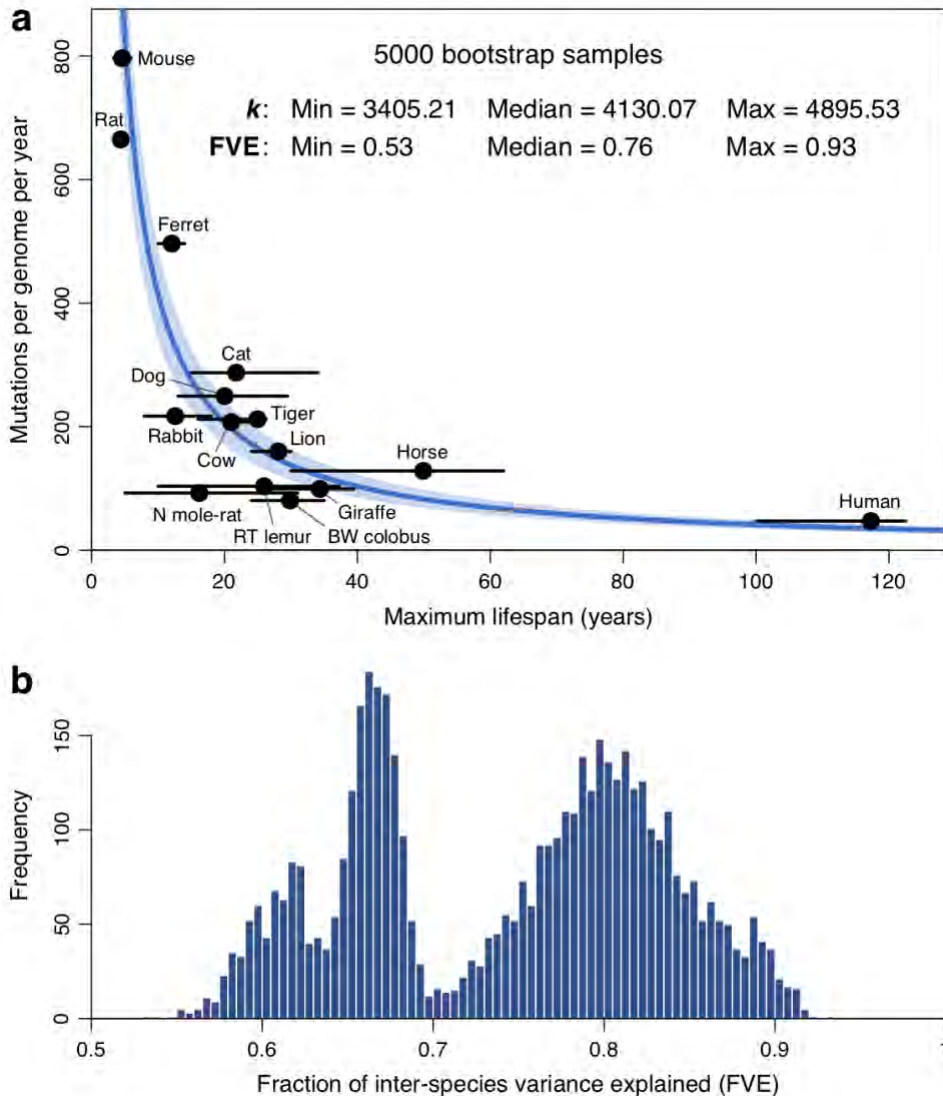 a
5000 bootstrap samples
k: Min = 3405.21 Median = 4130.07 Max = 4895.53
FVE: Min = 0.53 Median = 0.76 Max = 0.93
Mutations per genome per year
800
600
400
200
0
Mouse
Rat
Ferret
Cat
Dog
Tiger
Rabbit
Cow
Lion
Horse
N mole-rat
Giraffe
RT lemur
BW colobus
Human
0 20 40 60 80 100 120
Maximum lifespan (years)
b
Frequency
150
100
50
0
0.5 0.6 0.7 0.8 0.9
Fraction of inter-species variance explained (FVE)